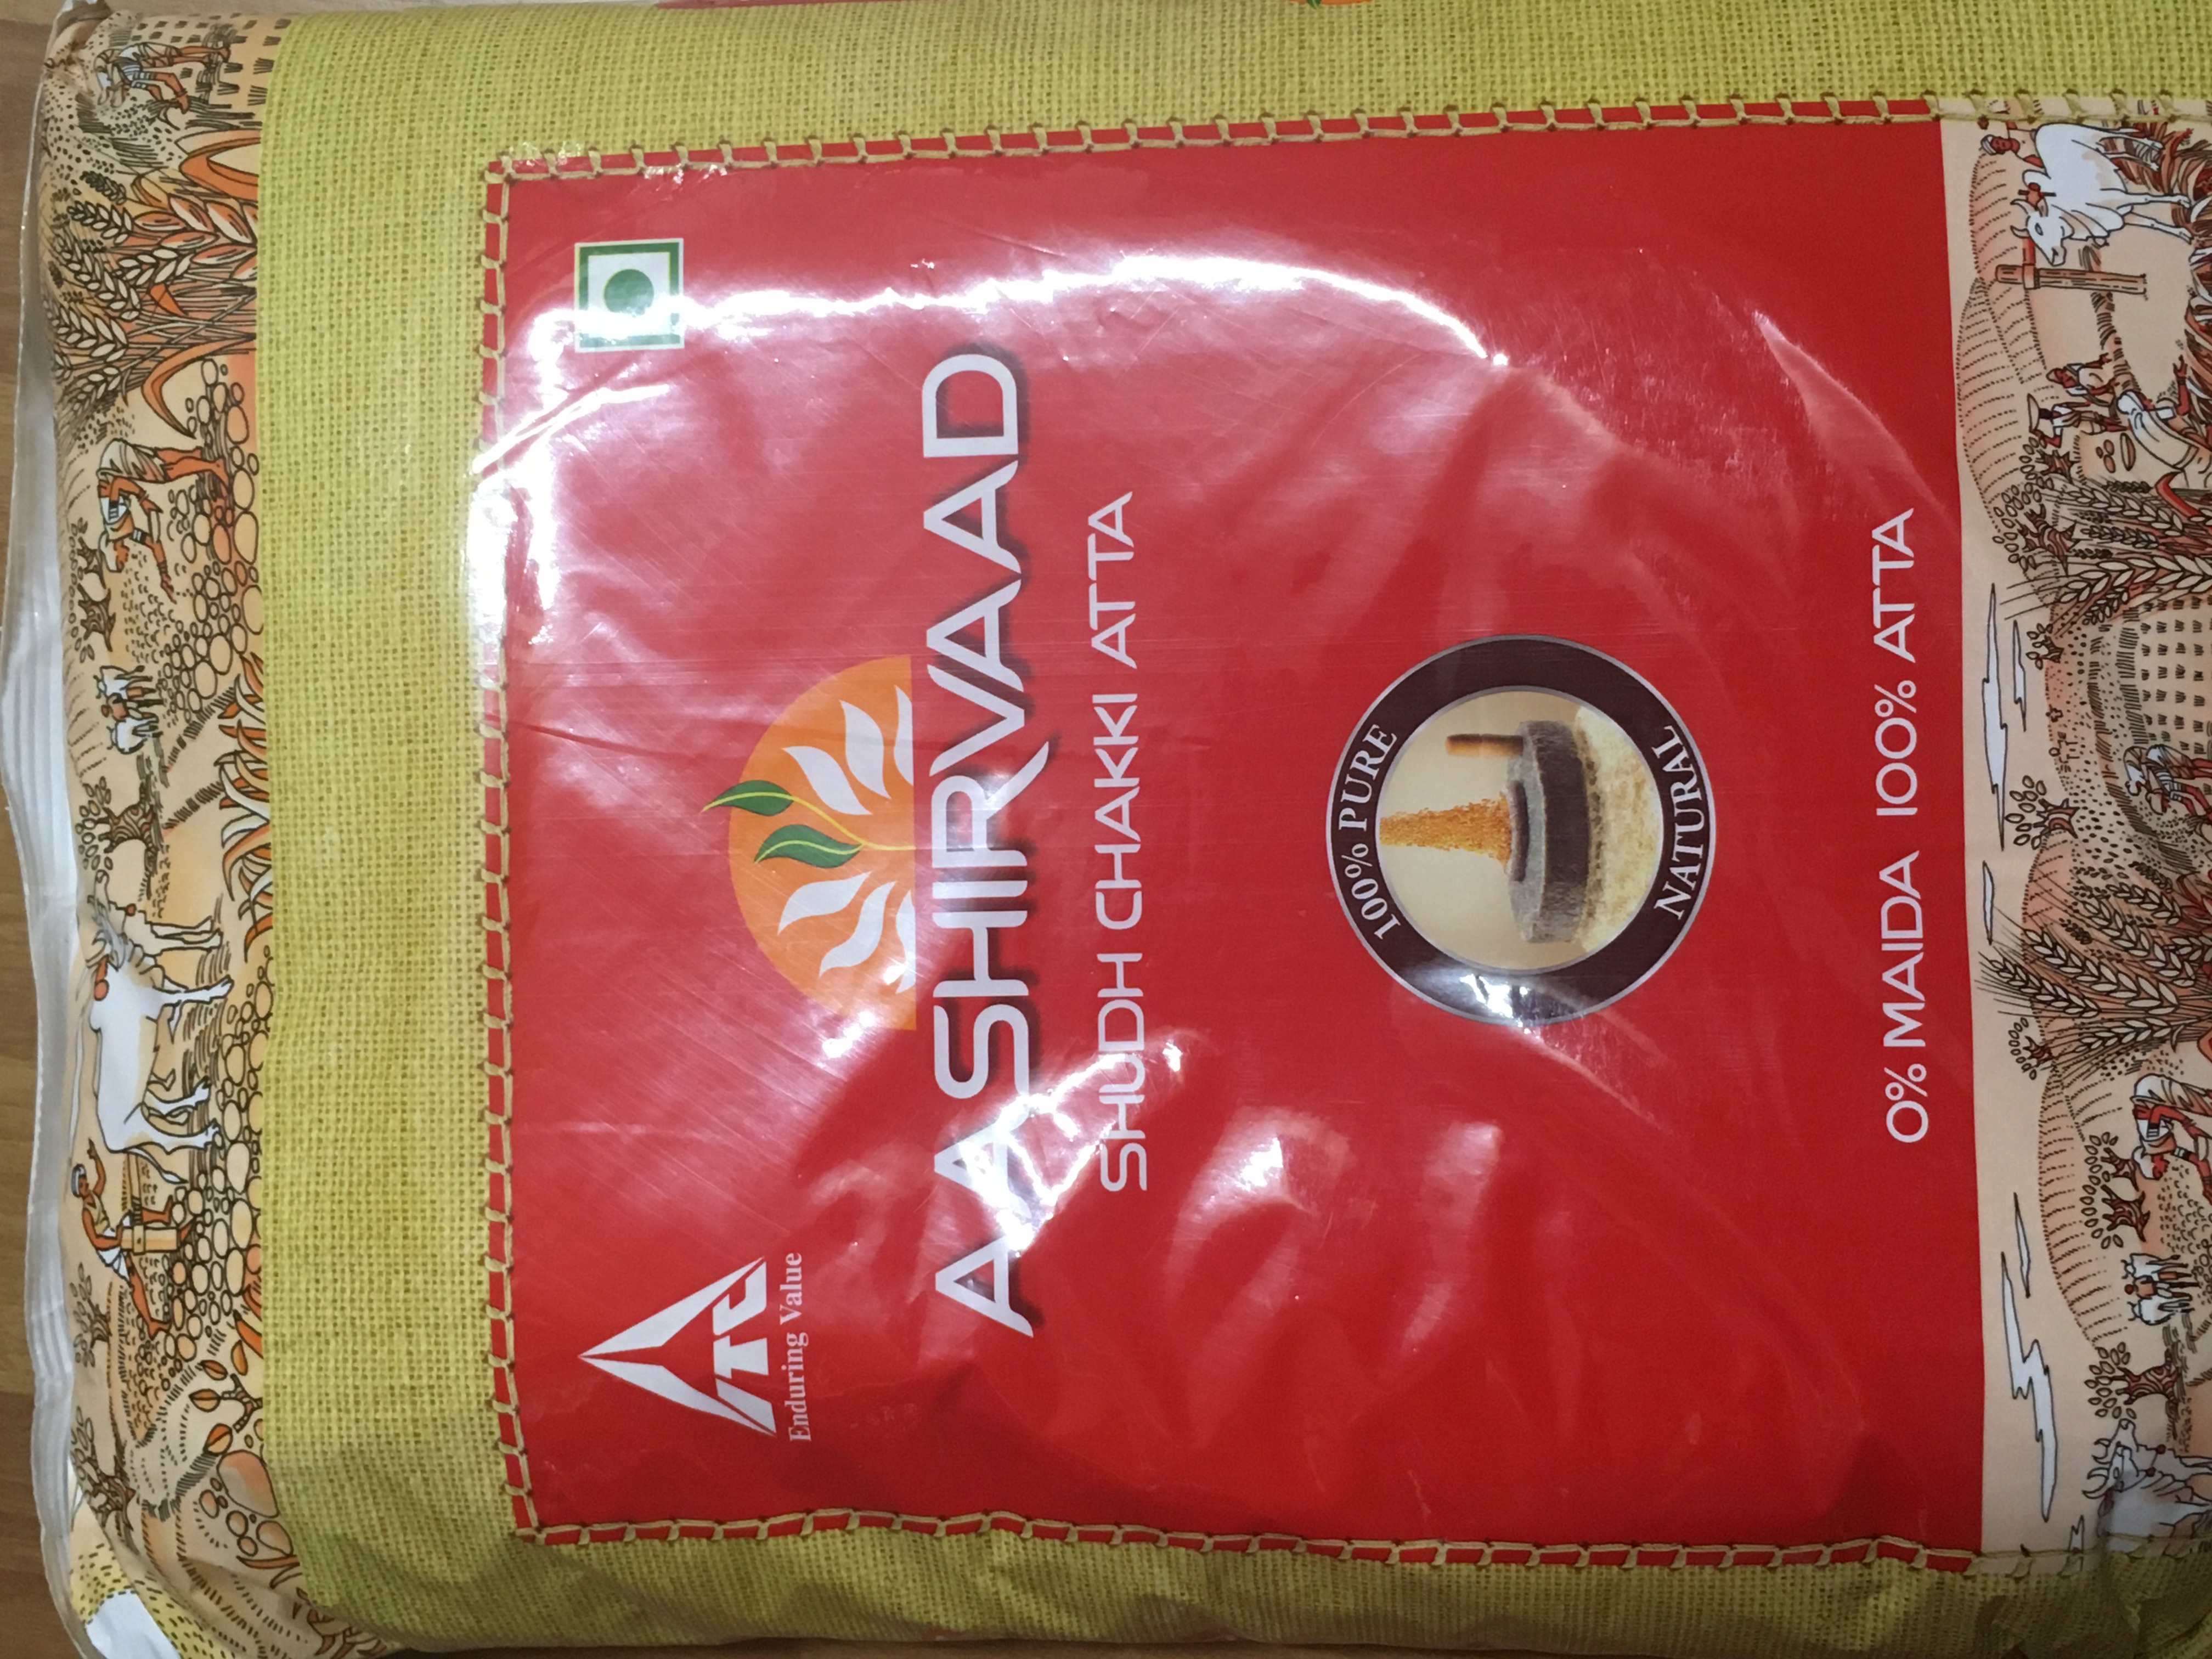 ITC
Enduring Value
AASHIRVAAD
SHUDH CHAKKI ATTA
100% PURE
NATURAL
0% MAIDA 100% ATTA